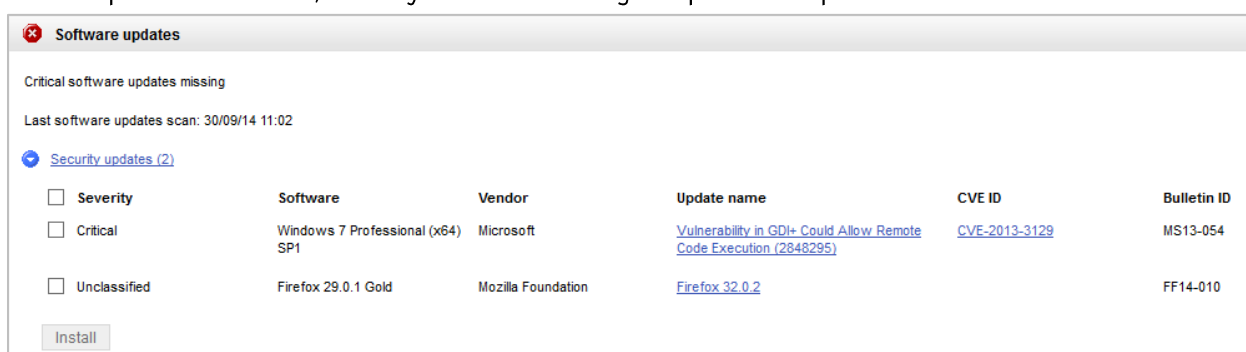 Software updates
Critical software updates missing
Last software updates scan: 30/09/14 11:02
Security updates (2)
Severity Software Vendor Update name CVE ID Bulletin ID
Critical Windows 7 Professional (x64) Microsoft Vulnerability in GDI+ Could Allow Remote CVE-2013-3129 MS13-054
SP1 Code Execution (2848295)
Unclassified Firefox 29.0.1 Gold Mozilla Foundation Firefox 32.0.2 FF14-010
Install